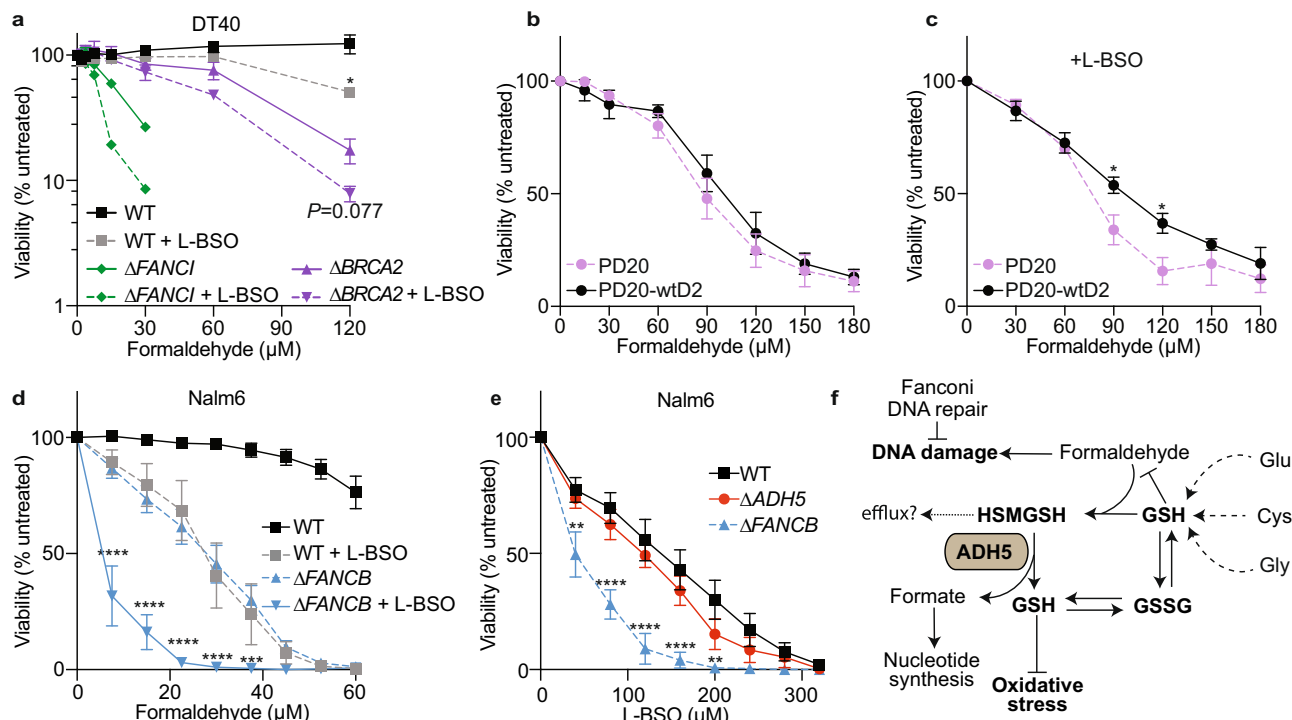 a
DT40
Viability (% untreated)
100
10
1
*
P=0.077
WT
WT + L-BSO
ΔFANCI
ΔBRCA2
ΔFANCI + L-BSO
ΔBRCA2 + L-BSO
0 30 60 90 120
Formaldehyde (µM)
b
Viability (% untreated)
100
50
0
PD20
PD20-wtD2
0 30 60 90 120 150 180
Formaldehyde (µM)
c
+L-BSO
Viability (% untreated)
100
50
0
*
*
PD20
PD20-wtD2
0 30 60 90 120 150 180
Formaldehyde (µM)
d
Nalm6
Viability (% untreated)
100
50
0
WT
WT + L-BSO
ΔFANCB
ΔFANCB + L-BSO
****
****
****
****
***
0 20 40 60
Formaldehyde (µM)
e
Nalm6
Viability (% untreated)
100
50
0
WT
ΔADH5
ΔFANCB
**
****
****
****
**
0 100 200 300
L-BSO (µM)
f
Fanconi
DNA repair
DNA damage
Formaldehyde
Glu
efflux?
HSMGSH
GSH
Cys
ADH5
Gly
Formate
GSH
GSSG
Nucleotide
synthesis
Oxidative
stress